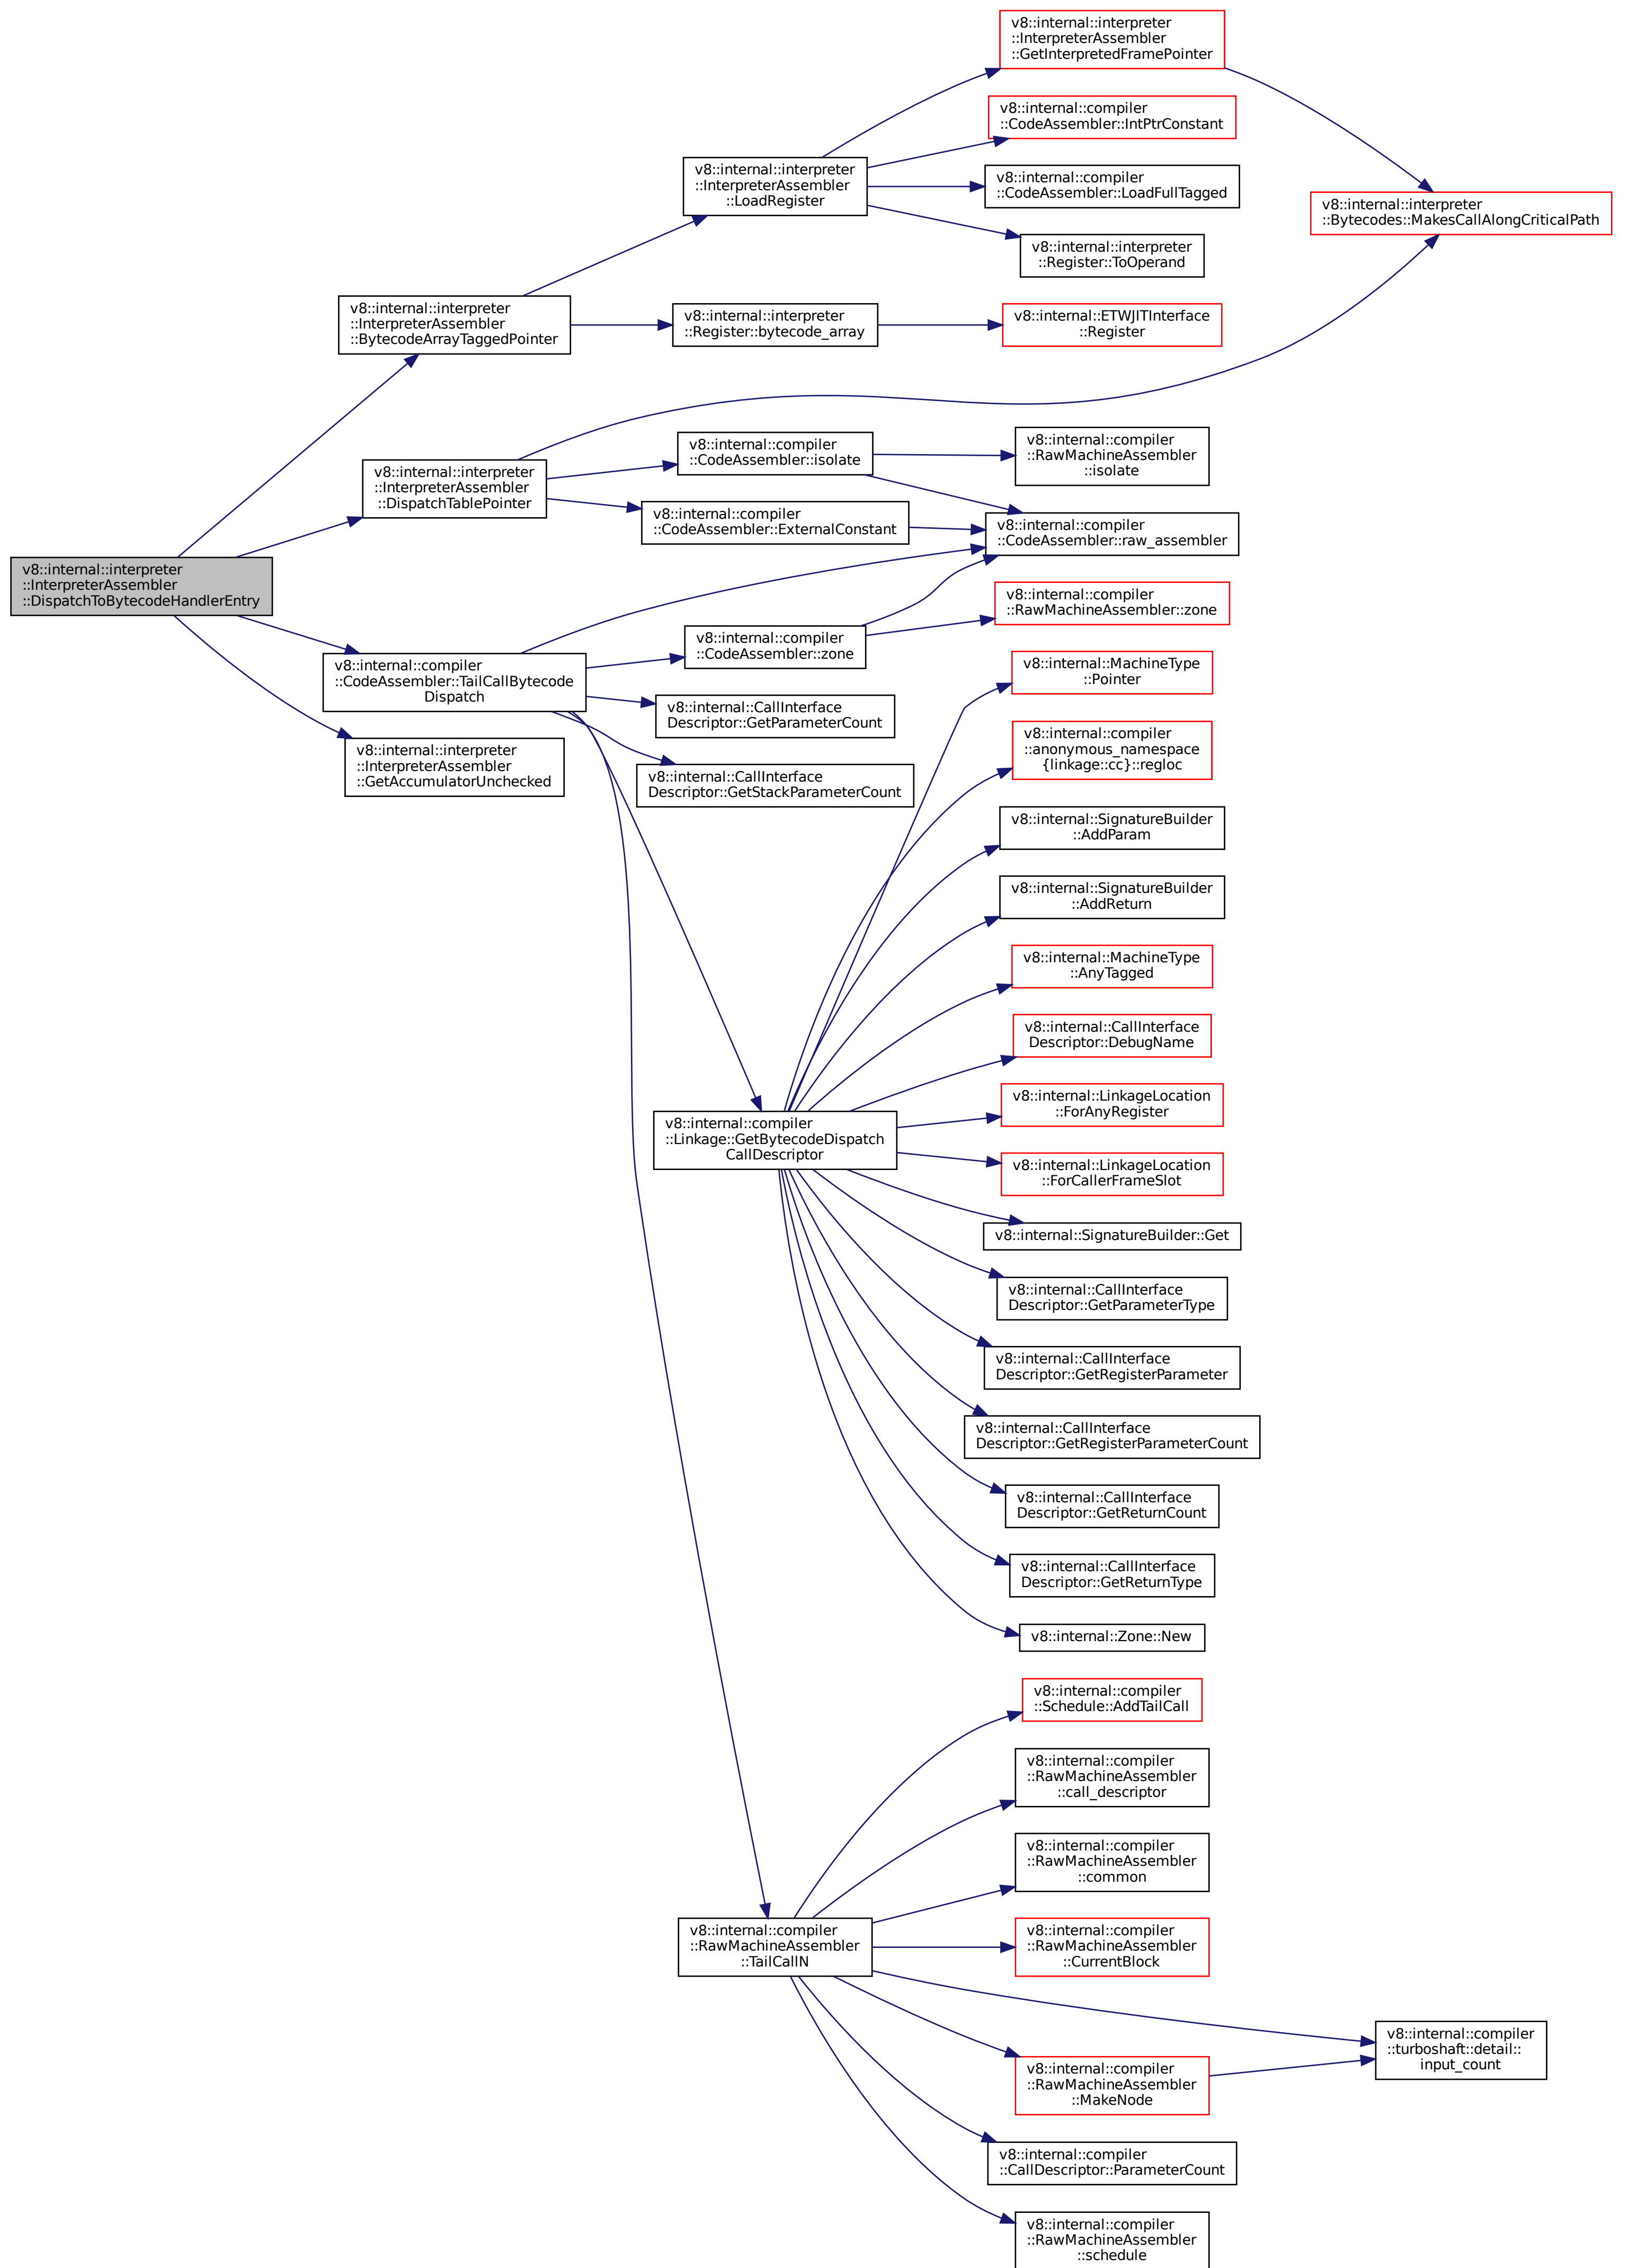 v8::internal::interpreter
::InterpreterAssembler
::DispatchToBytecodeHandlerEntry
v8::internal::interpreter
::InterpreterAssembler
::BytecodeArrayTaggedPointer
v8::internal::interpreter
::InterpreterAssembler
::LoadRegister
v8::internal::interpreter
::InterpreterAssembler
::GetInterpretedFramePointer
v8::internal::interpreter
::Bytecodes::MakesCallAlongCriticalPath
v8::internal::compiler
::CodeAssembler::IntPtrConstant
v8::internal::compiler
::CodeAssembler::LoadFullTagged
v8::internal::interpreter
::Register::ToOperand
v8::internal::interpreter
::Register::bytecode_array
v8::internal::ETWJITInterface
::Register
v8::internal::interpreter
::InterpreterAssembler
::DispatchTablePointer
v8::internal::compiler
::CodeAssembler::isolate
v8::internal::compiler
::RawMachineAssembler
::isolate
v8::internal::compiler
::CodeAssembler::ExternalConstant
v8::internal::compiler
::CodeAssembler::raw_assembler
v8::internal::compiler
::CodeAssembler::TailCallBytecode
Dispatch
v8::internal::compiler
::CodeAssembler::zone
v8::internal::compiler
::RawMachineAssembler::zone
v8::internal::CallInterface
Descriptor::GetParameterCount
v8::internal::CallInterface
Descriptor::GetStackParameterCount
v8::internal::interpreter
::InterpreterAssembler
::GetAccumulatorUnchecked
v8::internal::compiler
::Linkage::GetBytecodeDispatch
CallDescriptor
v8::internal::MachineType
::Pointer
v8::internal::compiler
::anonymous_namespace
{linkage::cc}::regloc
v8::internal::SignatureBuilder
::AddParam
v8::internal::SignatureBuilder
::AddReturn
v8::internal::MachineType
::AnyTagged
v8::internal::CallInterface
Descriptor::DebugName
v8::internal::LinkageLocation
::ForAnyRegister
v8::internal::LinkageLocation
::ForCallerFrameSlot
v8::internal::SignatureBuilder::Get
v8::internal::CallInterface
Descriptor::GetParameterType
v8::internal::CallInterface
Descriptor::GetRegisterParameter
v8::internal::CallInterface
Descriptor::GetRegisterParameterCount
v8::internal::CallInterface
Descriptor::GetReturnCount
v8::internal::CallInterface
Descriptor::GetReturnType
v8::internal::Zone::New
v8::internal::compiler
::RawMachineAssembler
::TailCallN
v8::internal::compiler
::Schedule::AddTailCall
v8::internal::compiler
::RawMachineAssembler
::call_descriptor
v8::internal::compiler
::RawMachineAssembler
::common
v8::internal::compiler
::RawMachineAssembler
::CurrentBlock
v8::internal::compiler
::turboshaft::detail::
input_count
v8::internal::compiler
::RawMachineAssembler
::MakeNode
v8::internal::compiler
::CallDescriptor::ParameterCount
v8::internal::compiler
::RawMachineAssembler
::schedule